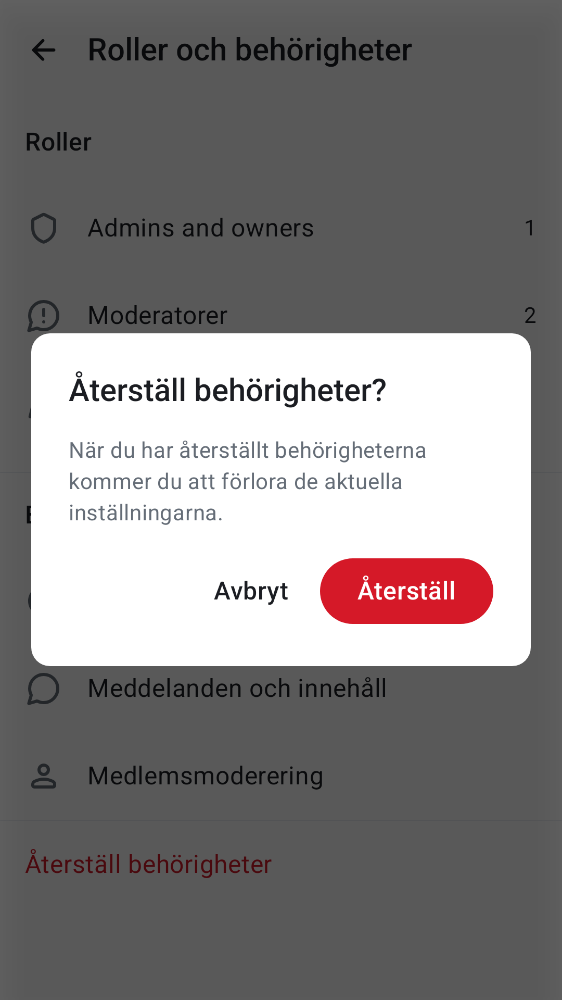 Roller och behörigheter
Roller
Admins and owners
1
Moderatorer
2
Återställ behörigheter?
När du har återställt behörigheterna
kommer du att förlora de aktuella
inställningarna.
Avbryt
Återställ
Meddelanden och innehåll
Medlemsmoderering
Återställ behörigheter